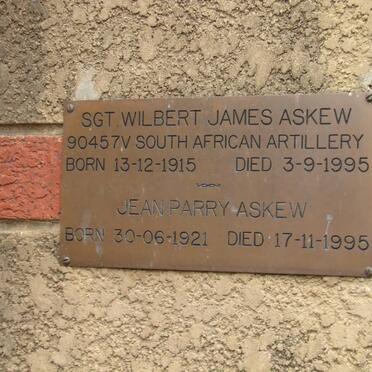 SGT. WILBERT JAMES ASKEW
90457V SOUTH AFRICAN ARTILLERY
BORN 13-12-1915 DIED 3-9-1995
JEAN PARRY ASKEW
BORN 30-06-1921 DIED 17-11-1995